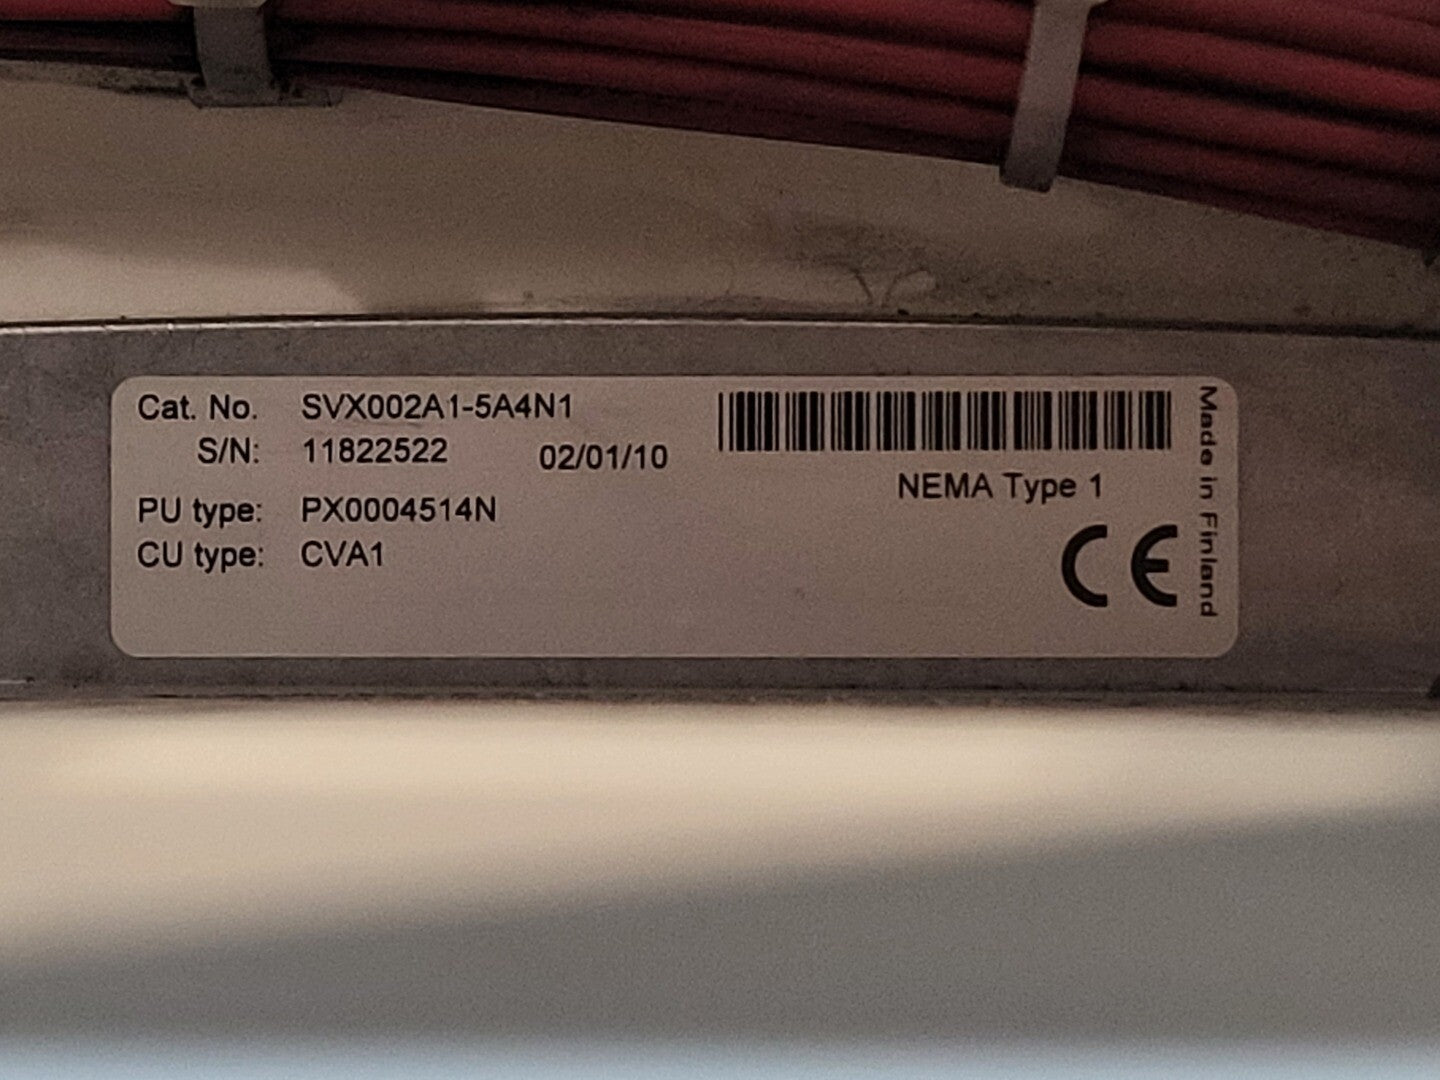 Cat. No. SVX002A1-5A4N1
S/N: 11822522 02/01/10
PU type: PX0004514N
CU type: CVA1
NEMA Type 1
CE
Made in Finland